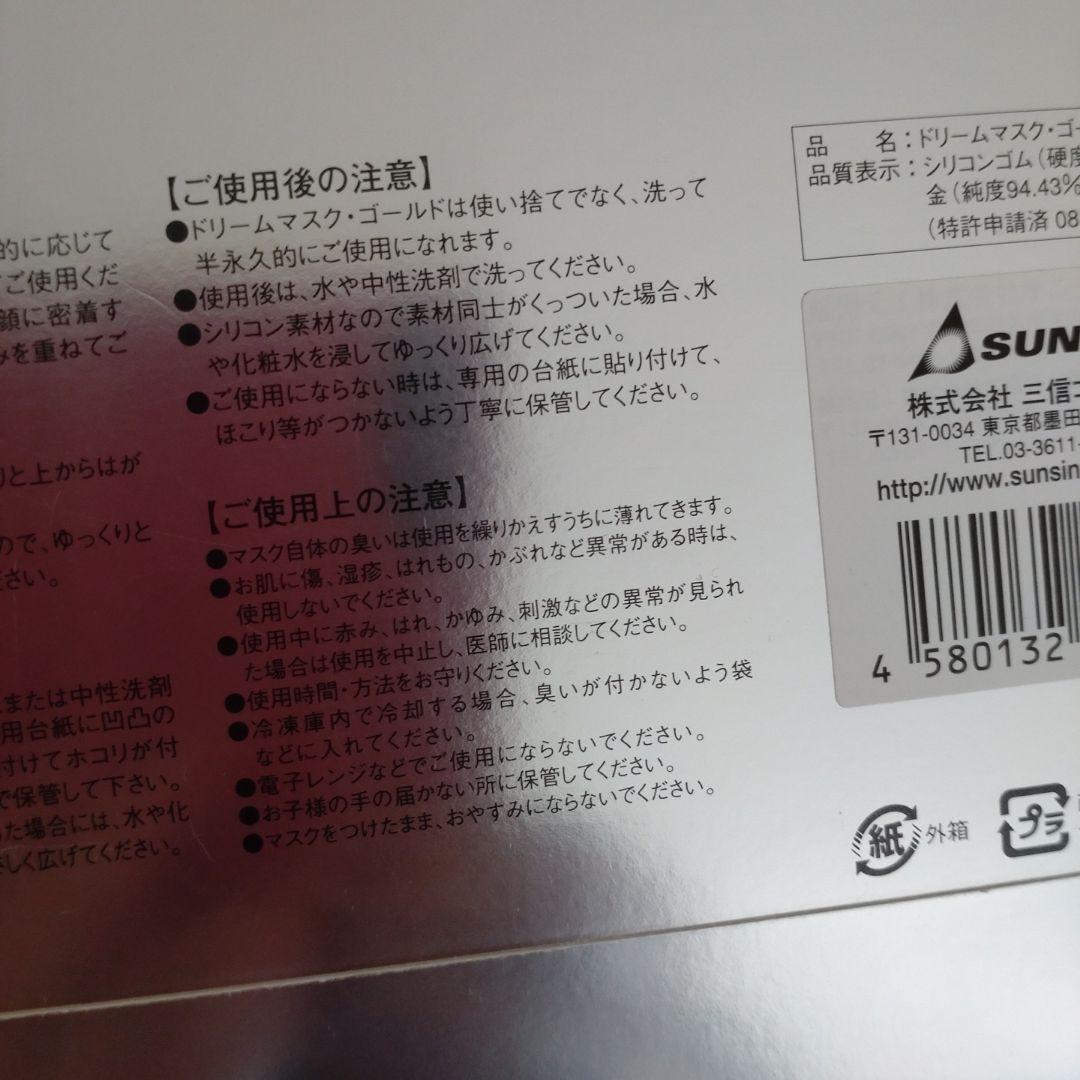 的に応じて
ご使用くだ
顔に密着す
みを重ねてご
りと上からはが
ので、ゆっくりと
ださい。
または中性洗剤
用台紙に凹凸の
付けてホコリが付
で保管して下さい。
た場合には、水や化
しく広げてください。
【ご使用後の注意】
●ドリームマスク・ゴールドは使い捨てでなく、洗って
半永久的にご使用になれます。
●使用後は、水や中性洗剤で洗ってください。
●シリコン素材なので素材同士がくっついた場合、水
や化粧水を浸してゆっくり広げてください。
●ご使用にならない時は、専用の台紙に貼り付けて、
ほこり等がつかないよう丁寧に保管してください。
【ご使用上の注意】
●マスク自体の臭いは使用を繰りかえすうちに薄れてきます。
●お肌に傷、湿疹、はれもの、かぶれなど異常がある時は、
使用しないでください。
●使用中に赤み、はれ、かゆみ、刺激などの異常が見られ
た場合は使用を中止し、医師に相談してください。
●使用時間・方法をお守りください。
●冷凍庫内で冷却する場合、臭いが付かないよう袋
などに入れてください。
●電子レンジなどでご使用にならないでください。
●お子様の手の届かない所に保管してください。
●マスクをつけたまま、おやすみにならないでください。
品 名：ドリームマスク・ゴー
品質表示：シリコンゴム（硬度
金（純度94.43%
（特許申請済 08
SUN
株式会社 三信
〒131-0034 東京都墨田
TEL.03-3611-
http://www.sunsin
4 580132
紙 外箱
プラ